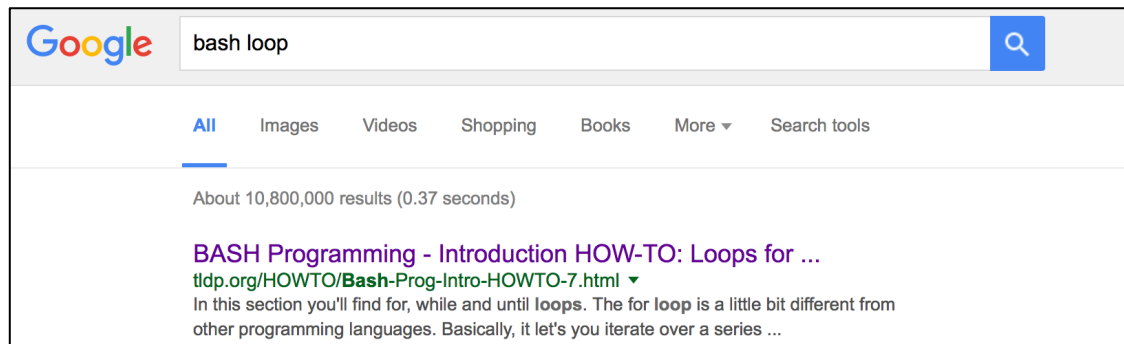 Google bash loop
All Images Videos Shopping Books More Search tools
About 10,800,000 results (0.37 seconds)
BASH Programming - Introduction HOW-TO: Loops for ...
tldp.org/HOWTO/Bash-Prog-Intro-HOWTO-7.html
In this section you'll find for, while and until loops. The for loop is a little bit different from
other programming languages. Basically, it let's you iterate over a series ...